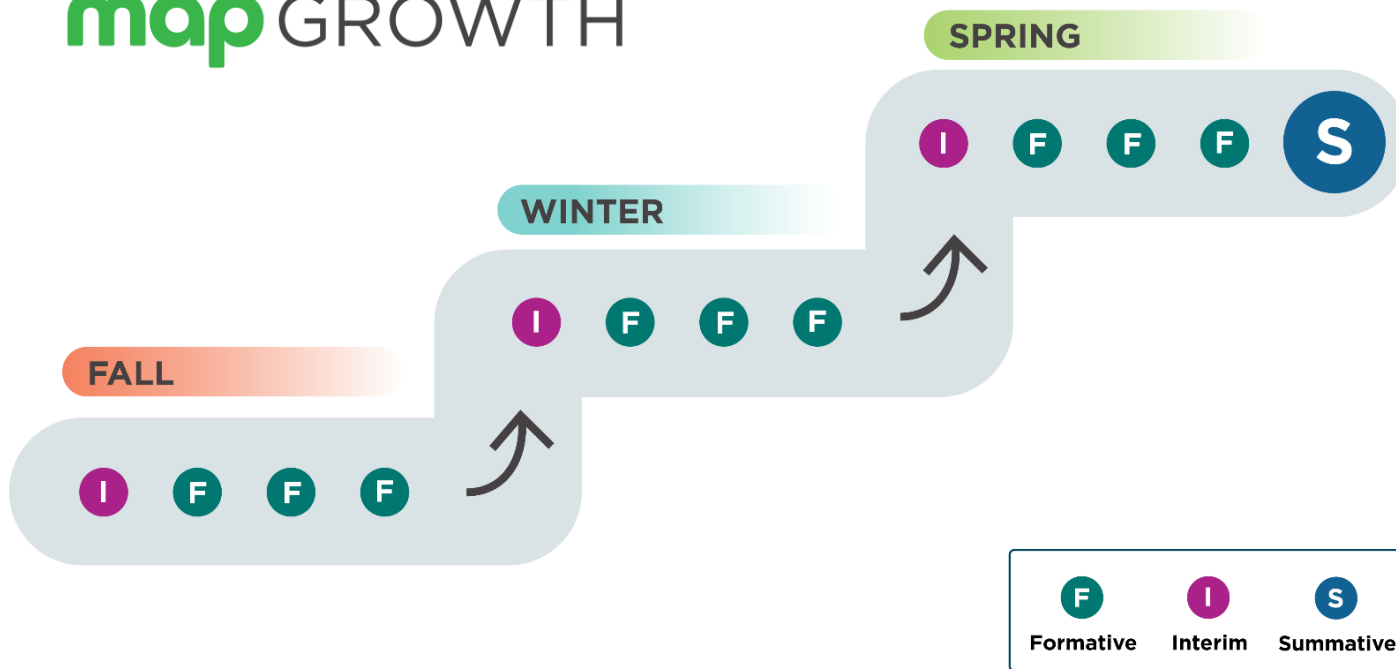 map GROWTH
SPRING
I F F F S
WINTER
I F F F
FALL
I F F F
F I S
Formative Interim Summative